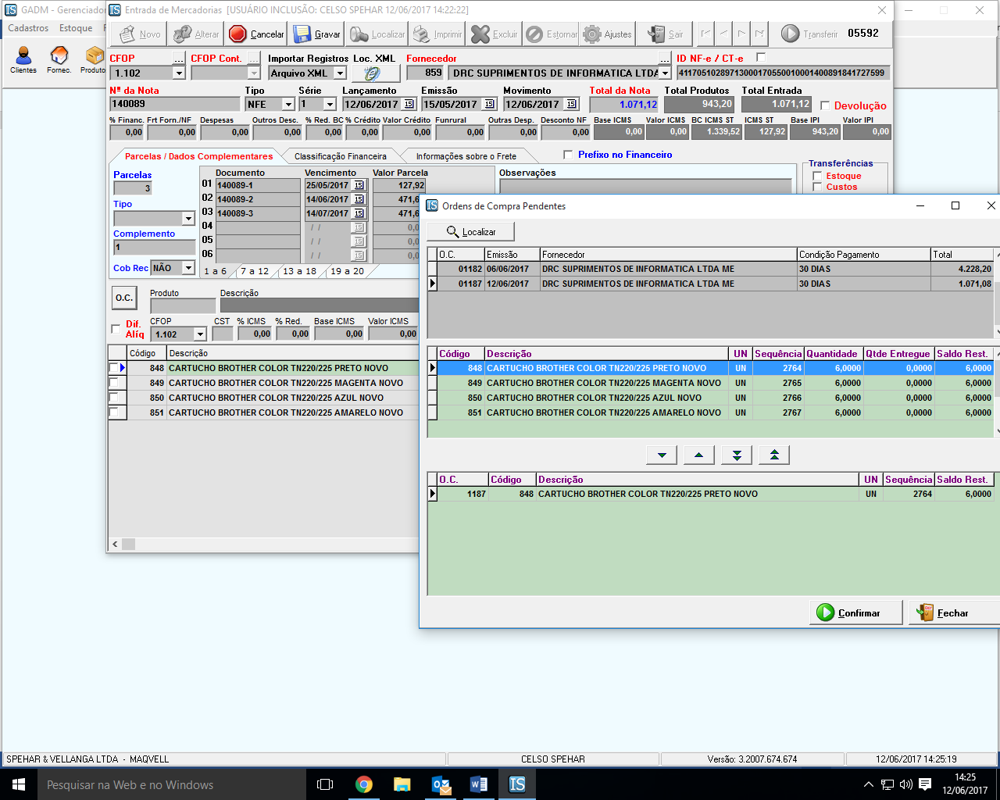 GADM - Gerenciador
Entrada de Mercadorias [USUÁRIO INCLUSÃO: CELSO SPEHAR 12/06/2017 14:22:22]
Cadastros Estoque
Novo Alterar Cancelar Gravar Localizar Imprimir Excluir Estornar Ajustes Sair Transferir 05592
Clientes Fornec. Produto
CFOP ... CFOP Cont. ... Importar Registros Loc. XML Fornecedor ... ID NF-e / CT-e
1.102 Arquivo XML 859 DRC SUPRIMENTOS DE INFORMATICA LTDA 41170510289713000170550010001400891841727599
Nº da Nota Tipo Série Lançamento Emissão Movimento Total da Nota Total Produtos Total Entrada
140089 NFE 1 12/06/2017 15 15/05/2017 15 12/06/2017 15 1.071,12 943,20 1.071,12 Devolução
% Financ. Frt Forn./NF Despesas Outros Desc. % Red. BC % Crédito Valor Crédito Funrural Outras Desp. Desconto NF Base ICMS Valor ICMS BC ICMS ST ICMS ST Base IPI Valor IPI
0,00 0,00 0,00 0,00 0,00 0,00 0,00 0,00 0,00 0,00 0,00 0,00 1.339,52 127,92 943,20 0,00
Parcelas / Dados Complementares Classificação Financeira Informações sobre o Frete Prefixo no Financeiro
Parcelas Documento Vencimento Valor Parcela Observações Transferências
3 01 140089-1 25/05/2017 15 127,92 Estoque
02 140089-2 14/06/2017 15 471,6 Custos
Tipo 03 140089-3 14/07/2017 15 471,6
04 / / 15 0,0
Complemento 05 / / 15 0,0
1 06 / / 15 0,0
Cob Rec NÃO 1 a 6 7 a 12 13 a 18 19 a 20
O.C. Produto Descrição
Dif. Alíq CFOP CST % ICMS % Red. Base ICMS Valor ICMS
1.102 0,00 0,00 0,00 0,00
Código Descrição
848 CARTUCHO BROTHER COLOR TN220/225 PRETO NOVO
849 CARTUCHO BROTHER COLOR TN220/225 MAGENTA NOVO
850 CARTUCHO BROTHER COLOR TN220/225 AZUL NOVO
851 CARTUCHO BROTHER COLOR TN220/225 AMARELO NOVO
Ordens de Compra Pendentes
Localizar
O.C. Emissão Fornecedor Condição Pagamento Total
01182 06/06/2017 DRC SUPRIMENTOS DE INFORMATICA LTDA ME 30 DIAS 4.228,20
01187 12/06/2017 DRC SUPRIMENTOS DE INFORMATICA LTDA ME 30 DIAS 1.071,08
Código Descrição UN Sequência Quantidade Qtde Entregue Saldo Rest.
848 CARTUCHO BROTHER COLOR TN220/225 PRETO NOVO UN 2764 6,0000 0,0000 6,0000
849 CARTUCHO BROTHER COLOR TN220/225 MAGENTA NOVO UN 2765 6,0000 0,0000 6,0000
850 CARTUCHO BROTHER COLOR TN220/225 AZUL NOVO UN 2766 6,0000 0,0000 6,0000
851 CARTUCHO BROTHER COLOR TN220/225 AMARELO NOVO UN 2767 6,0000 0,0000 6,0000
O.C. Código Descrição UN Sequência Saldo Rest.
1187 848 CARTUCHO BROTHER COLOR TN220/225 PRETO NOVO UN 2764 6,0000
Confirmar Fechar
SPEHAR & VELLANGA LTDA - MAQVELL CELSO SPEHAR Versão: 3.2007.674.674 12/06/2017 14:25:19
Pesquisar na Web e no Windows
14:25
12/06/2017